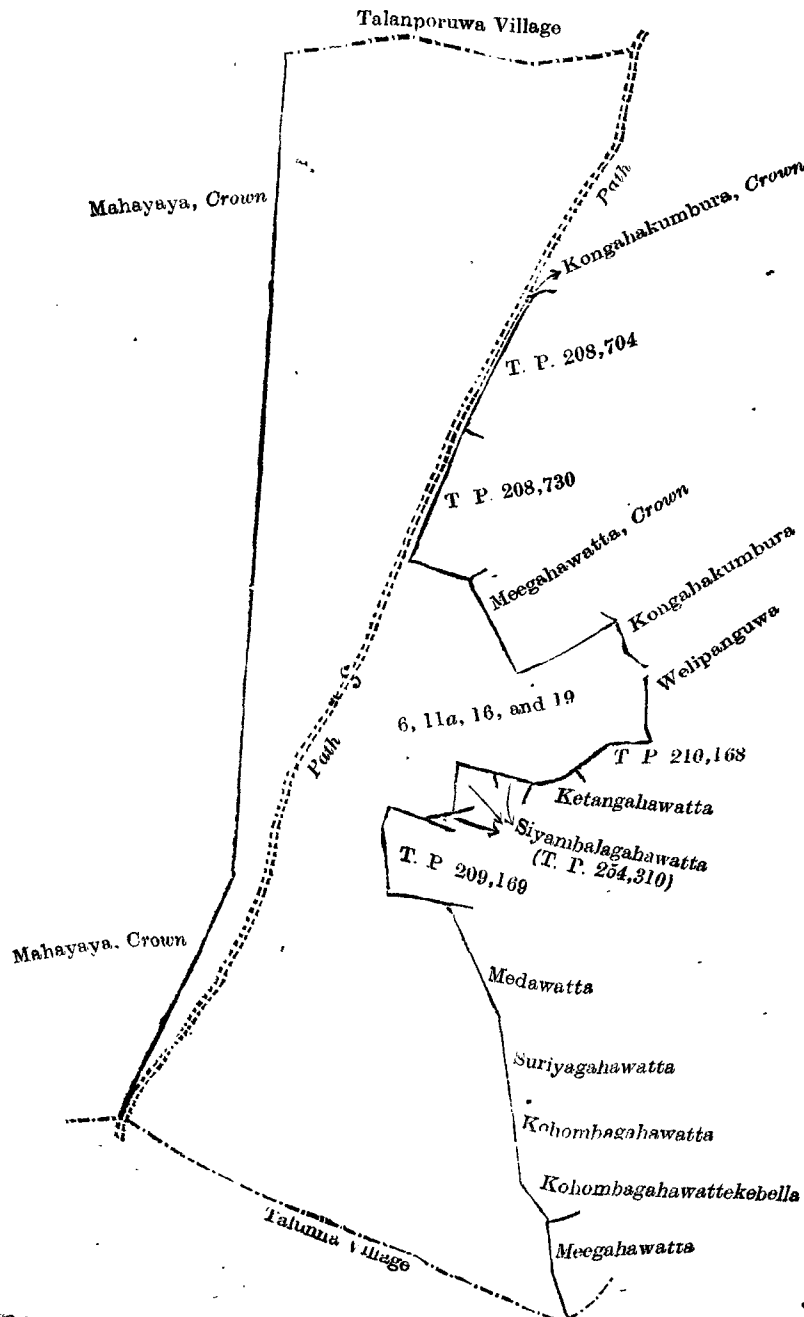 Talanporuwa Village
Mahayaya, Crown
Path
Kongahakumbura, Crown
T. P. 208,704
T P. 208,730
Meegahawatta, Crown
Kongahakumbura
Welipanguwa
6, 11a, 16, and 19
Path
T P 210,168
Ketangahawatta
Siyambalagahawatta
(T. P. 254,310)
T. P 209,169
Mahayaya, Crown
Medawatta
Suriyagahawatta
Kohombagahawatta
Kohombagahawattekebella
Talunna Village
Meegahawatta